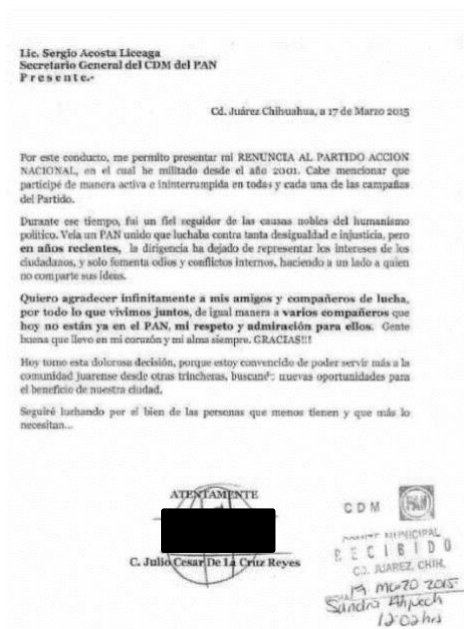 Lic. Sergio Acosta Liceaga
Secretario General del CDM del PAN
Presente.-
Cd. Juárez Chihuahua, a 17 de Marzo 2015
Por este conducto, me permito presentar mi RENUNCIA AL PARTIDO ACCION
NACIONAL, en el cual he militado desde el año 2001. Cabe mencionar que
participé de manera activa e ininterrumpida en todas y cada una de las campañas
del Partido.
Durante ese tiempo, fui un fiel seguidor de las causas nobles del humanismo
político. Veía un PAN unido que luchaba contra tanta desigualdad e injusticia, pero
en años recientes, la dirigencia ha dejado de representar los intereses de los
ciudadanos, y solo fomenta odios y conflictos internos, haciendo a un lado a quien
no comparte sus ideas.
Quiero agradecer infinitamente a mis amigos y compañeros de lucha,
por todo lo que vivimos juntos, de igual manera a varios compañeros que
hoy no están ya en el PAN, mi respeto y admiración para ellos. Gente
buena que llevo en mi corazón y mi alma siempre. GRACIAS!!!
Hoy tomo esta dolorosa decisión, porque estoy convencido de poder servir más a la
comunidad juarense desde otras trincheras, buscando nuevas oportunidades para
el beneficio de nuestra ciudad.
Seguiré luchando por el bien de las personas que menos tienen y que más lo
necesitan...
ATENTAMENTE
C. Julio Cesar De La Cruz Reyes
CDM PAN
MUNICIPAL
RECIBIDO
CD. JUAREZ, CHIH.
19 Marzo 2015
Sandra
12:02 hrs